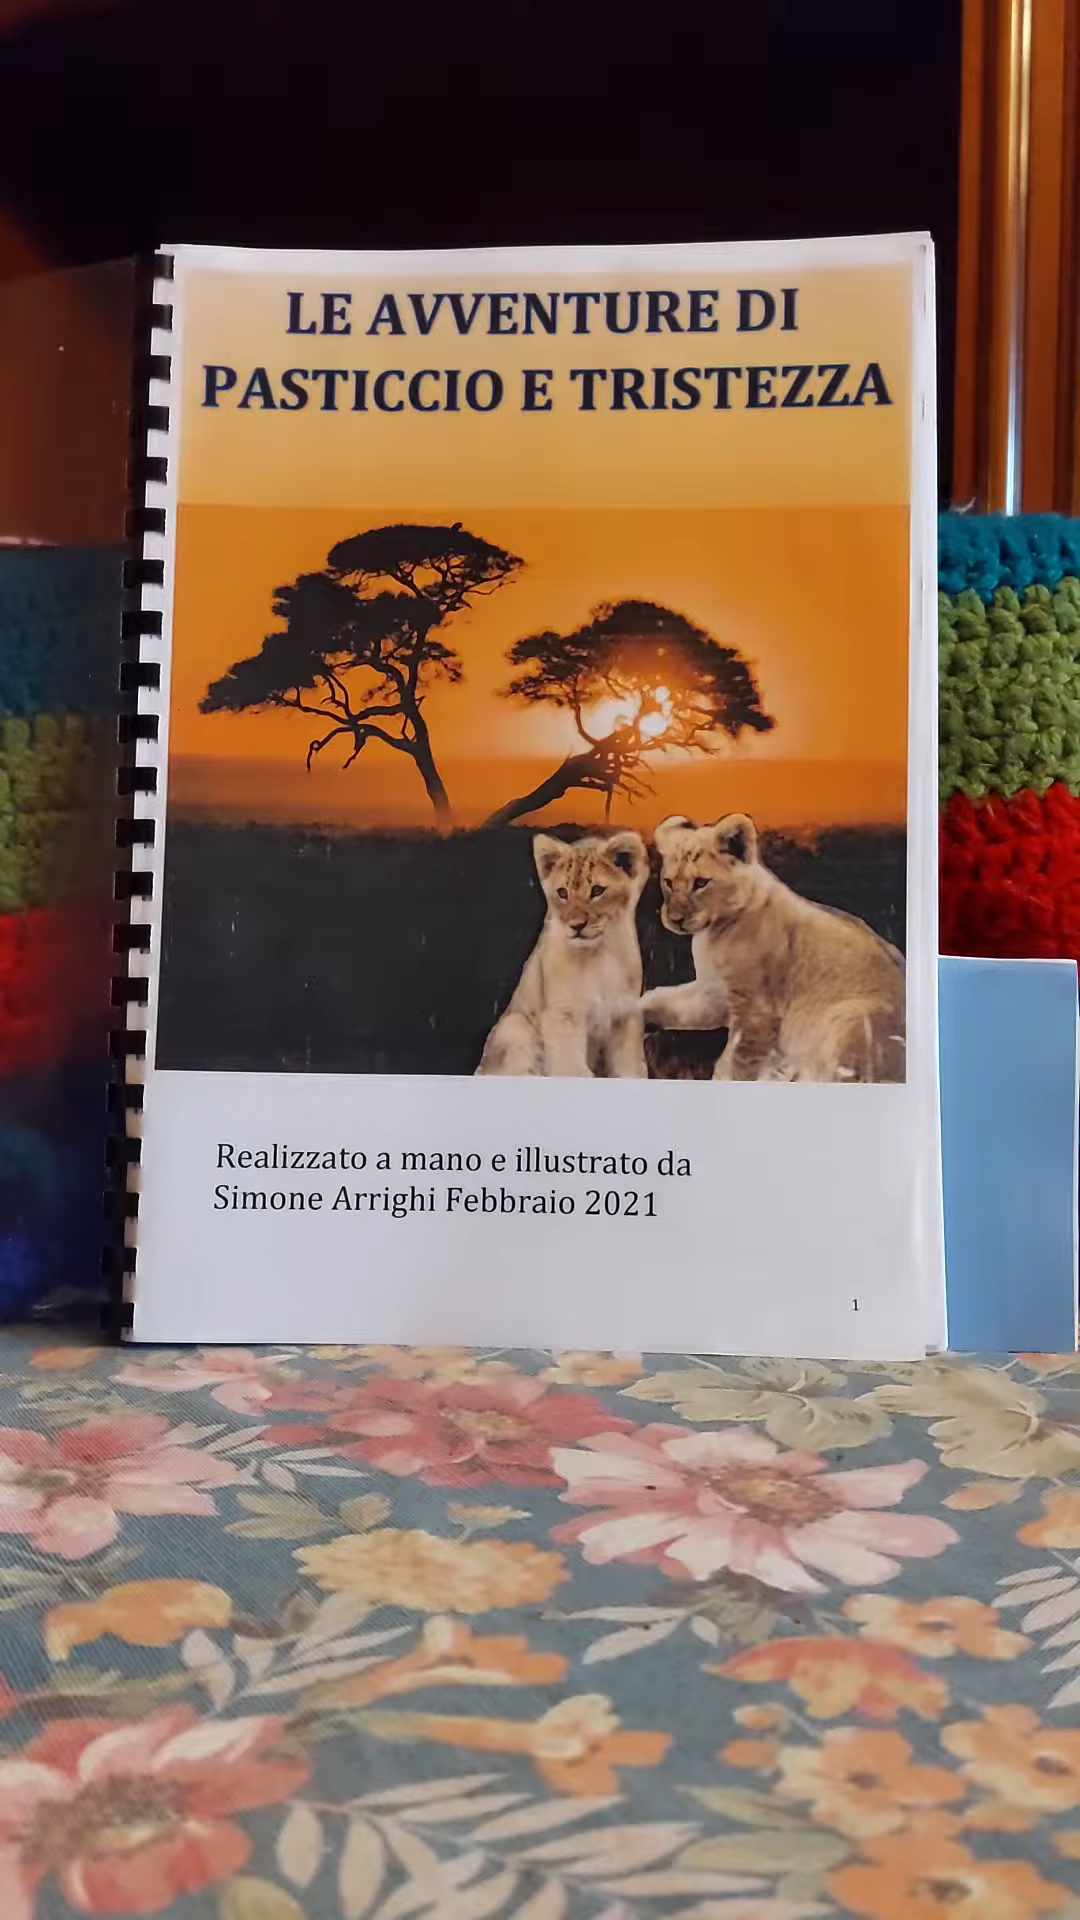 LE AVVENTURE DI
PASTICCIO E TRISTEZZA
Realizzato a mano e illustrato da
Simone Arrighi Febbraio 2021
1